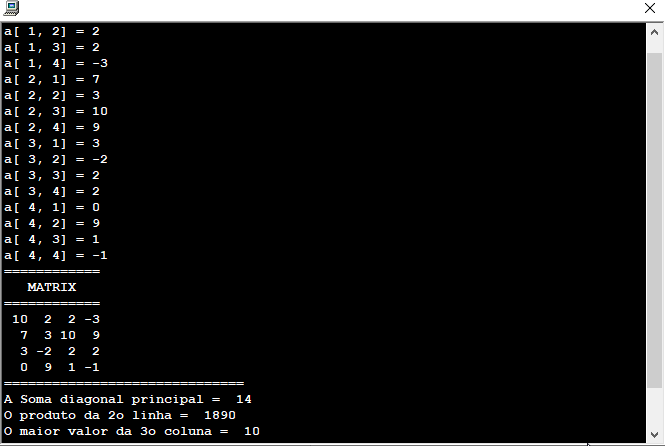 a[ 1, 2] = 2
a[ 1, 3] = 2
a[ 1, 4] = -3
a[ 2, 1] = 7
a[ 2, 2] = 3
a[ 2, 3] = 10
a[ 2, 4] = 9
a[ 3, 1] = 3
a[ 3, 2] = -2
a[ 3, 3] = 2
a[ 3, 4] = 2
a[ 4, 1] = 0
a[ 4, 2] = 9
a[ 4, 3] = 1
a[ 4, 4] = -1
============
   MATRIX
============
 10  2  2 -3
  7  3 10  9
  3 -2  2  2
  0  9  1 -1
==============================
A Soma diagonal principal =  14
O produto da 2o linha =  1890
O maior valor da 3o coluna =  10